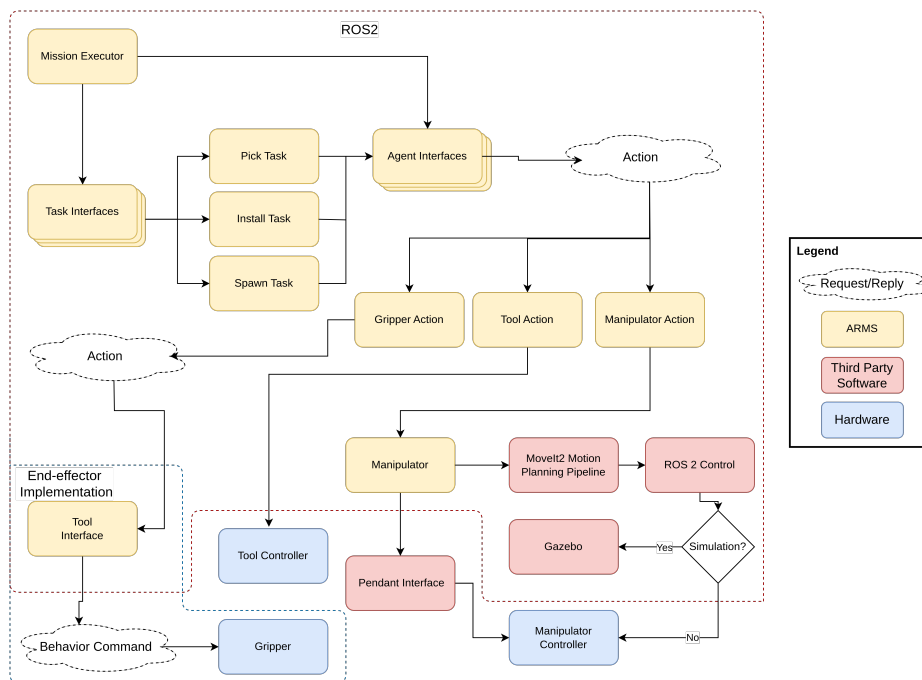 ROS2
Mission Executor
Pick Task
Agent Interfaces
Action
Task Interfaces
Install Task
Spawn Task
Legend
Request/Reply
ARMS
Third Party
Software
Hardware
Gripper Action
Tool Action
Manipulator Action
Action
Manipulator
MoveIt2 Motion
Planning Pipeline
ROS 2 Control
End-effector
Implementation
Tool
Interface
Tool Controller
Pendant Interface
Gazebo
Yes
Simulation?
Behavior Command
Gripper
Manipulator
Controller
No